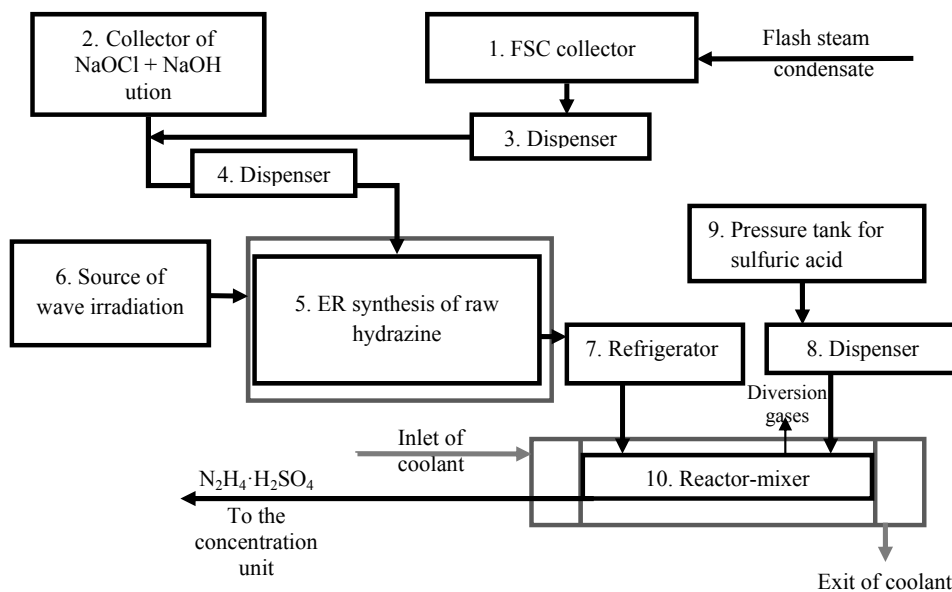 2. Collector of
NaOCl + NaOH
ution
1. FSC collector
Flash steam
condensate
3. Dispenser
4. Dispenser
9. Pressure tank for
sulfuric acid
6. Source of
wave irradiation
5. ER synthesis of raw
hydrazine
7. Refrigerator
8. Dispenser
Diversion
gases
Inlet of
coolant
10. Reactor-mixer
N₂H₄·H₂SO₄
To the
concentration
unit
Exit of coolant